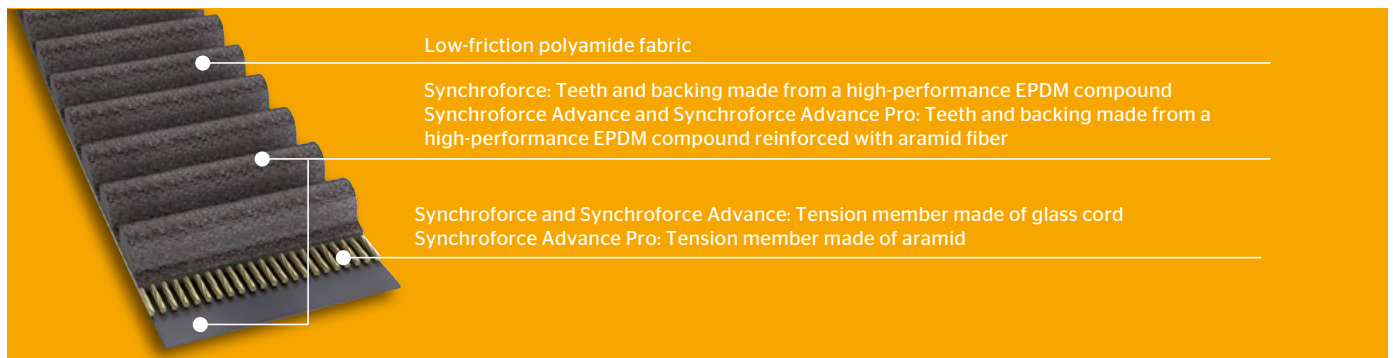 Low-friction polyamide fabric
Synchroforce: Teeth and backing made from a high-performance EPDM compound
Synchroforce Advance and Synchroforce Advance Pro: Teeth and backing made from a
high-performance EPDM compound reinforced with aramid fiber
Synchroforce and Synchroforce Advance: Tension member made of glass cord
Synchroforce Advance Pro: Tension member made of aramid